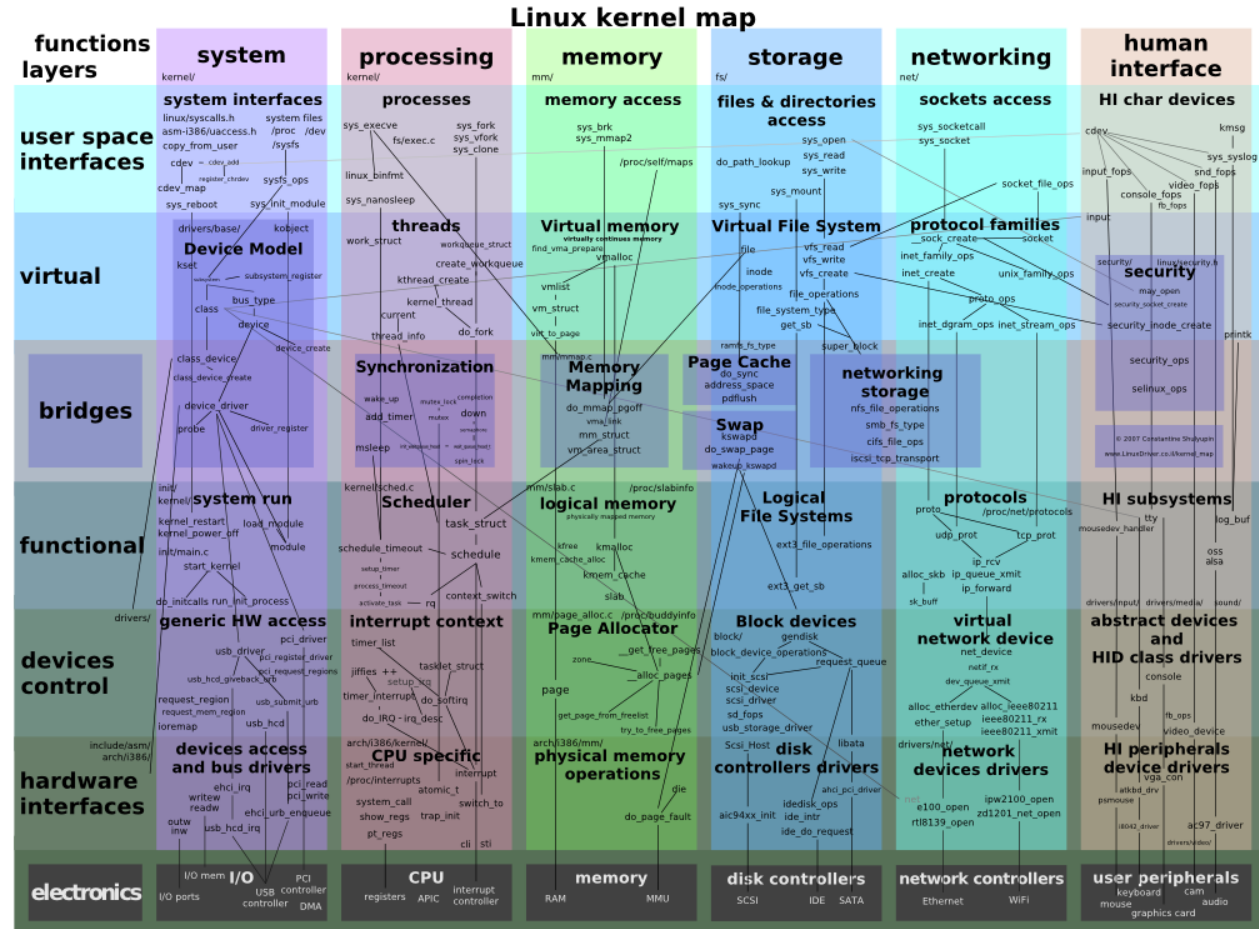 Linux kernel map
functions
layers
system
kernel/
processing
kernel/
memory
mm/
storage
fs/
networking
net/
human
interface
user space
interfaces
system interfaces
linux/syscalls.h
system files
asm-i386/uaccess.h
/proc
/dev
copy_from_user
/sysfs
cdev
cdev_add
register_chrdev
cdev_map
sysfs_ops
sys_reboot
sys_init_module
processes
sys_execve
sys_fork
sys_vfork
fs/exec.c
sys_clone
linux_binfmt
sys_nanosleep
memory access
sys_brk
sys_mmap2
/proc/self/maps
files & directories
access
sys_open
sys_read
do_path_lookup
sys_write
sys_mount
sys_sync
sockets access
sys_socketcall
sys_socket
socket_file_ops
HI char devices
cdev
kmsg
sys_syslog
input_fops
snd_fops
video_fops
console_fops
fb_fops
virtual
drivers/base/
kobject
Device Model
kset
subsystem_register
bus_type
class
device
device_create
threads
work_struct
workqueue_struct
create_workqueue
kthread_create
kernel_thread
current
thread_info
do_fork
Virtual memory
virtually continues memory
find_vma_prepare
vmalloc
vmlist
vm_struct
virt_to_page
Virtual File System
file
vfs_read
vfs_write
inode
vfs_create
inode_operations
file_operations
file_system_type
get_sb
ramfs_fs_type
super_block
protocol families
__sock_create
socket
inet_family_ops
inet_create
unix_family_ops
proto_ops
inet_dgram_ops
inet_stream_ops
input
security/
linux/security.h
security
may_open
security_socket_create
security_inode_create
printk
security_ops
selinux_ops
© 2007 Constantine Shulyupin
www.LinuxDriver.co.il/kernel_map
bridges
class_device
class_device_create
device_driver
probe
driver_register
Synchronization
wake_up
completion
mutex_lock
add_timer
mutex
down
msleep
spin_lock
mm/mmap.c
Memory
Mapping
do_mmap_pgoff
vma_link
mm_struct
vm_area_struct
Page Cache
do_sync
address_space
pdflush
Swap
kswapd
do_swap_page
wakeup_kswapd
networking
storage
nfs_file_operations
smb_fs_type
cifs_file_ops
iscsi_tcp_transport
functional
init/
kernel/
system run
kernel_restart
kernel_power_off
load_module
init/main.c
module
start_kernel
do_initcalls
run_init_process
kernel/sched.c
Scheduler
task_struct
schedule_timeout
schedule
setup_timer
process_timeout
activate_task
rq
context_switch
mm/slab.c
/proc/slabinfo
logical memory
physically mapped memory
kfree
kmalloc
kmem_cache_alloc
kmem_cache
slab
Logical
File Systems
ext3_file_operations
ext3_get_sb
protocols
proto
/proc/net/protocols
udp_prot
tcp_prot
ip_rcv
alloc_skb
ip_queue_xmit
ip_forward
sk_buff
HI subsystems
tty
mousedev_handler
log_buf
oss
alsa
devices
control
drivers/
generic HW access
pci_driver
usb_driver
pci_register_driver
pci_request_regions
usb_hcd_giveback_urb
request_region
usb_submit_urb
request_mem_region
ioremap
usb_hcd
interrupt context
timer_list
jiffies ++
tasklet_struct
setup_irq
timer_interrupt
do_softirq
do_IRQ
irq_desc
mm/page_alloc.c
/proc/buddyinfo
Page Allocator
__get_free_pages
zone
__alloc_pages
page
get_page_from_freelist
try_to_free_pages
Block devices
block/
gendisk
block_device_operations
request_queue
init_scsi
scsi_device
scsi_driver
sd_fops
usb_storage_driver
virtual
network device
net_device
netif_rx
dev_queue_xmit
alloc_etherdev
alloc_ieee80211
ether_setup
ieee80211_rx
ieee80211_xmit
drivers/input/
drivers/media/
sound/
abstract devices
and
HID class drivers
console
kbd
fb_ops
mousedev
video_device
hardware
interfaces
include/asm/
arch/i386/
devices access
and bus drivers
ehci_irq
pci_read
writew
pci_write
readw
ehci_urb_enqueue
outw
inw
usb_hcd_irq
arch/i386/kernel/
CPU specific
start_thread
interrupt
/proc/interrupts
atomic_t
system_call
switch_to
show_regs
trap_init
pt_regs
cli
sti
arch/i386/mm/
physical memory
operations
die
do_page_fault
Scsi_Host
libata
disk
controllers drivers
ahci_pci_driver
idedisk_ops
aic94xx_init
ide_intr
ide_do_request
drivers/net/
network
devices drivers
net
e100_open
ipw2100_open
rtl8139_open
zd1201_net_open
HI peripherals
device drivers
vga_con
atkbd_drv
psmouse
i8042_driver
ac97_driver
drivers/video/
electronics
I/O mem
I/O
PCI
controller
I/O ports
USB
controller
DMA
CPU
registers
APIC
interrupt
controller
memory
RAM
MMU
disk controllers
SCSI
IDE
SATA
network controllers
Ethernet
WiFi
user peripherals
keyboard
cam
mouse
audio
graphics card